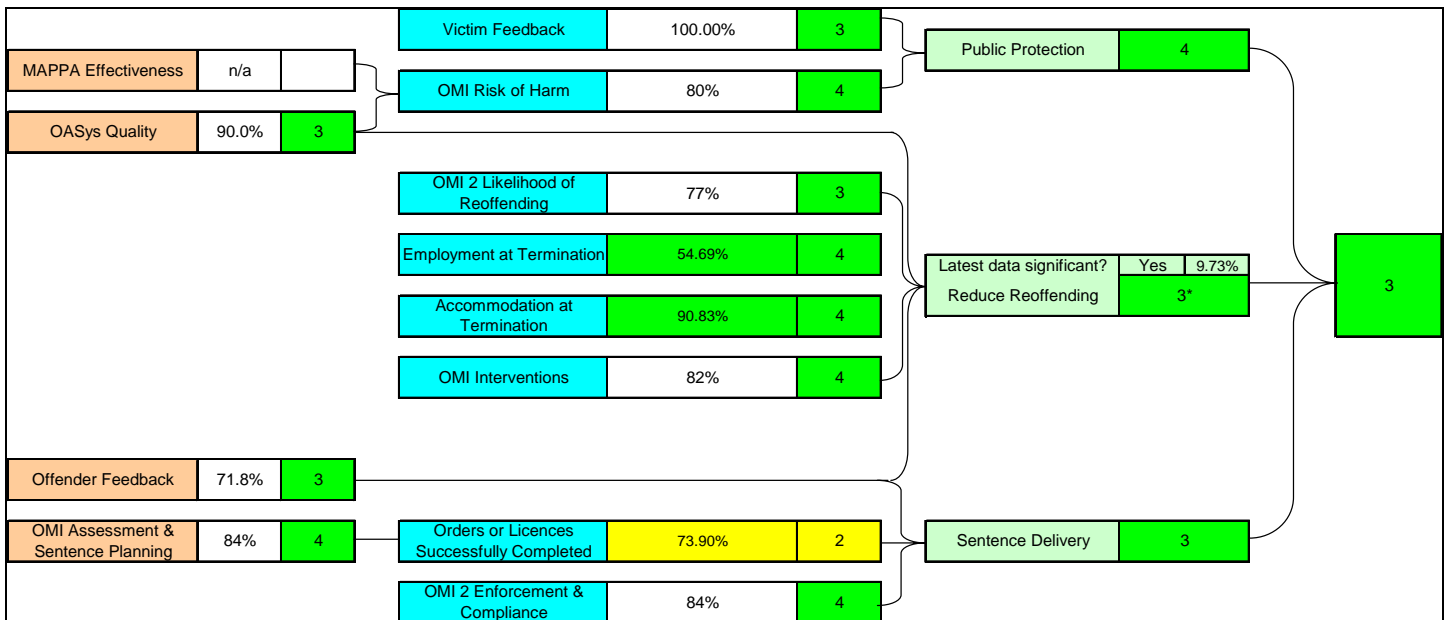 Victim Feedback 100.00% 3
Public Protection 4
MAPPA Effectiveness n/a
OMI Risk of Harm 80% 4
OASys Quality 90.0% 3
OMI 2 Likelihood of
Reoffending
77% 3
Employment at Termination 54.69% 4
Latest data significant? Yes 9.73%
Reduce Reoffending 3*
3
Accommodation at
Termination
90.83% 4
OMI Interventions 82% 4
Offender Feedback 71.8% 3
OMI Assessment &
Sentence Planning
84% 4
Orders or Licences
Successfully Completed
73.90% 2
Sentence Delivery 3
OMI 2 Enforcement &
Compliance
84% 4